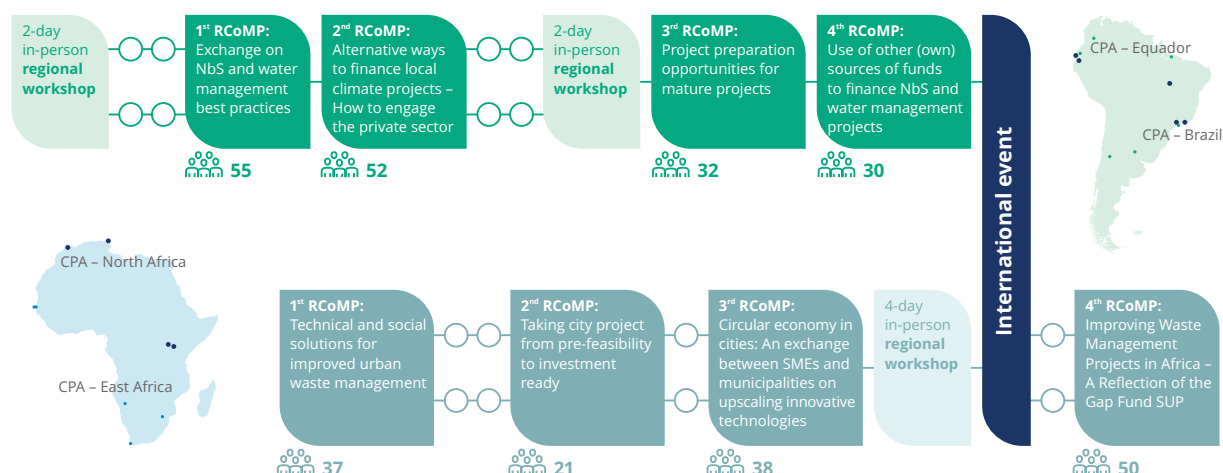 2-day
in-person
regional
workshop
1st RCoMP:
Exchange on
NbS and water
management
best practices
55
2nd RCoMP:
Alternative ways
to finance local
climate projects –
How to engage
the private sector
52
2-day
in-person
regional
workshop
3rd RCoMP:
Project preparation
opportunities for
mature projects
32
4th RCoMP:
Use of other (own)
sources of funds
to finance NbS and
water management
projects
30
International event
CPA – Equador
CPA – Brazil
CPA – North Africa
CPA – East Africa
1st RCoMP:
Technical and social
solutions for
improved urban
waste management
37
2nd RCoMP:
Taking city project
from pre-feasibility
to investment
ready
21
3rd RCoMP:
Circular economy in
cities: An exchange
between SMEs and
municipalities on
upscaling innovative
technologies
38
4-day
in-person
regional
workshop
4th RCoMP:
Improving Waste
Management
Projects in Africa –
A Reflection of the
Gap Fund SUP
50